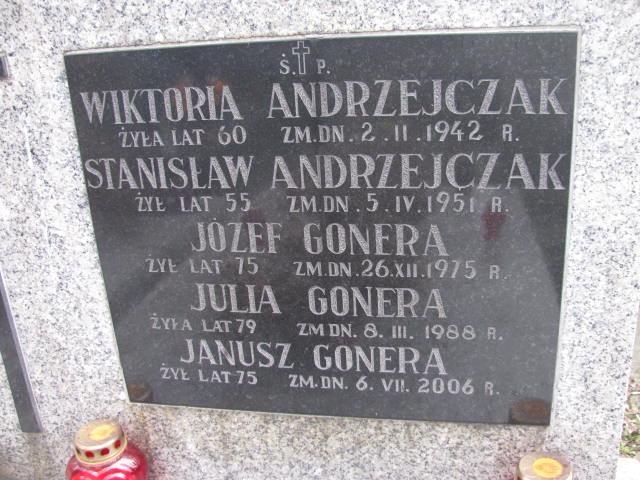 Ś. P.
WIKTORIA ANDRZEJCZAK
ŻYŁA LAT 60 ZM. DN. 2. II. 1942 R.
STANISŁAW ANDRZEJCZAK
ŻYŁ LAT 55 ZM. DN. 5. IV. 1951 R.
JÓZEF GONERA
ŻYŁ LAT 75 ZM. DN. 26. XII. 1975 R.
JULIA GONERA
ŻYŁA LAT 79 ZM DN. 8. III. 1988 R.
JANUSZ GONERA
ŻYŁ LAT 75 ZM. DN. 6. VII. 2006 R.